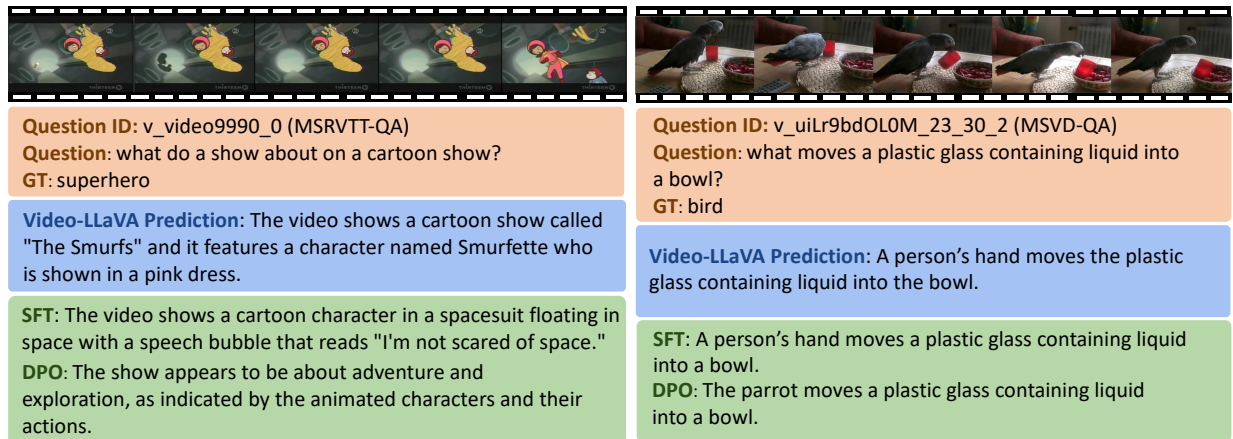 THIRTEEN
THIRTEEN
THIRTEEN
THIRTEEN
THIRTEEN
Question ID: v_video9990_0 (MSRVTT-QA)
Question: what do a show about on a cartoon show?
GT: superhero
Video-LLaVA Prediction: The video shows a cartoon show called
"The Smurfs" and it features a character named Smurfette who
is shown in a pink dress.
SFT: The video shows a cartoon character in a spacesuit floating in
space with a speech bubble that reads "I'm not scared of space."
DPO: The show appears to be about adventure and
exploration, as indicated by the animated characters and their
actions.
Question ID: v_uiLr9bdOL0M_23_30_2 (MSVD-QA)
Question: what moves a plastic glass containing liquid into
a bowl?
GT: bird
Video-LLaVA Prediction: A person’s hand moves the plastic
glass containing liquid into the bowl.
SFT: A person’s hand moves a plastic glass containing liquid
into a bowl.
DPO: The parrot moves a plastic glass containing liquid
into a bowl.